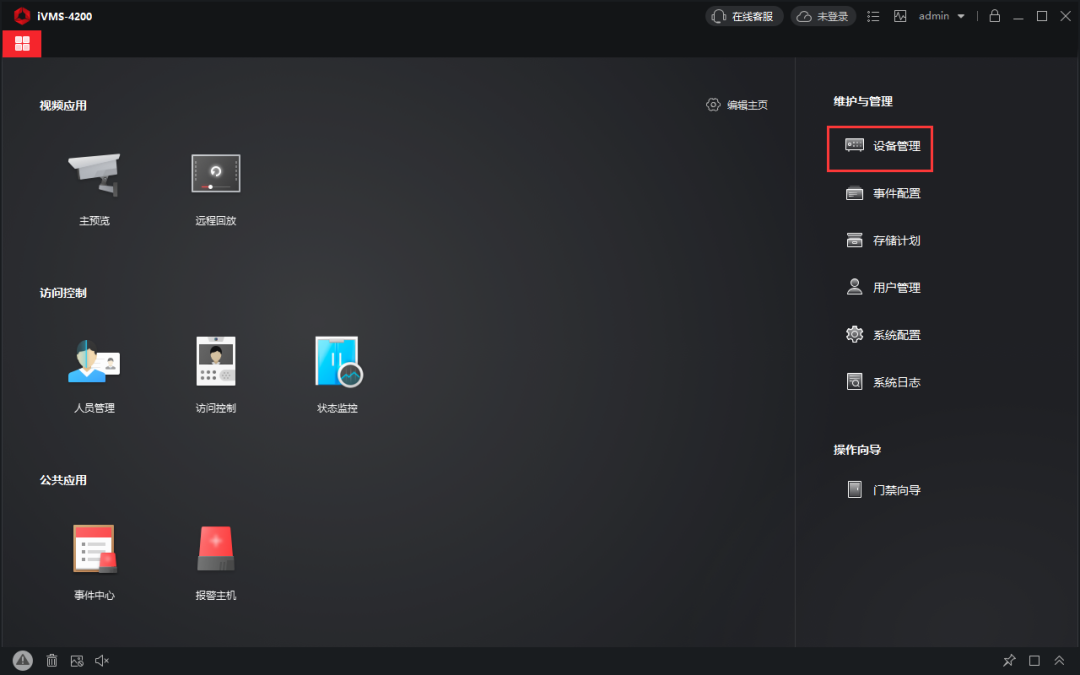 iVMS-4200
在线客服
未登录
admin
视频应用
编辑主页
主预览
远程回放
访问控制
人员管理
访问控制
状态监控
公共应用
事件中心
报警主机
维护与管理
设备管理
事件配置
存储计划
用户管理
系统配置
系统日志
操作向导
门禁向导